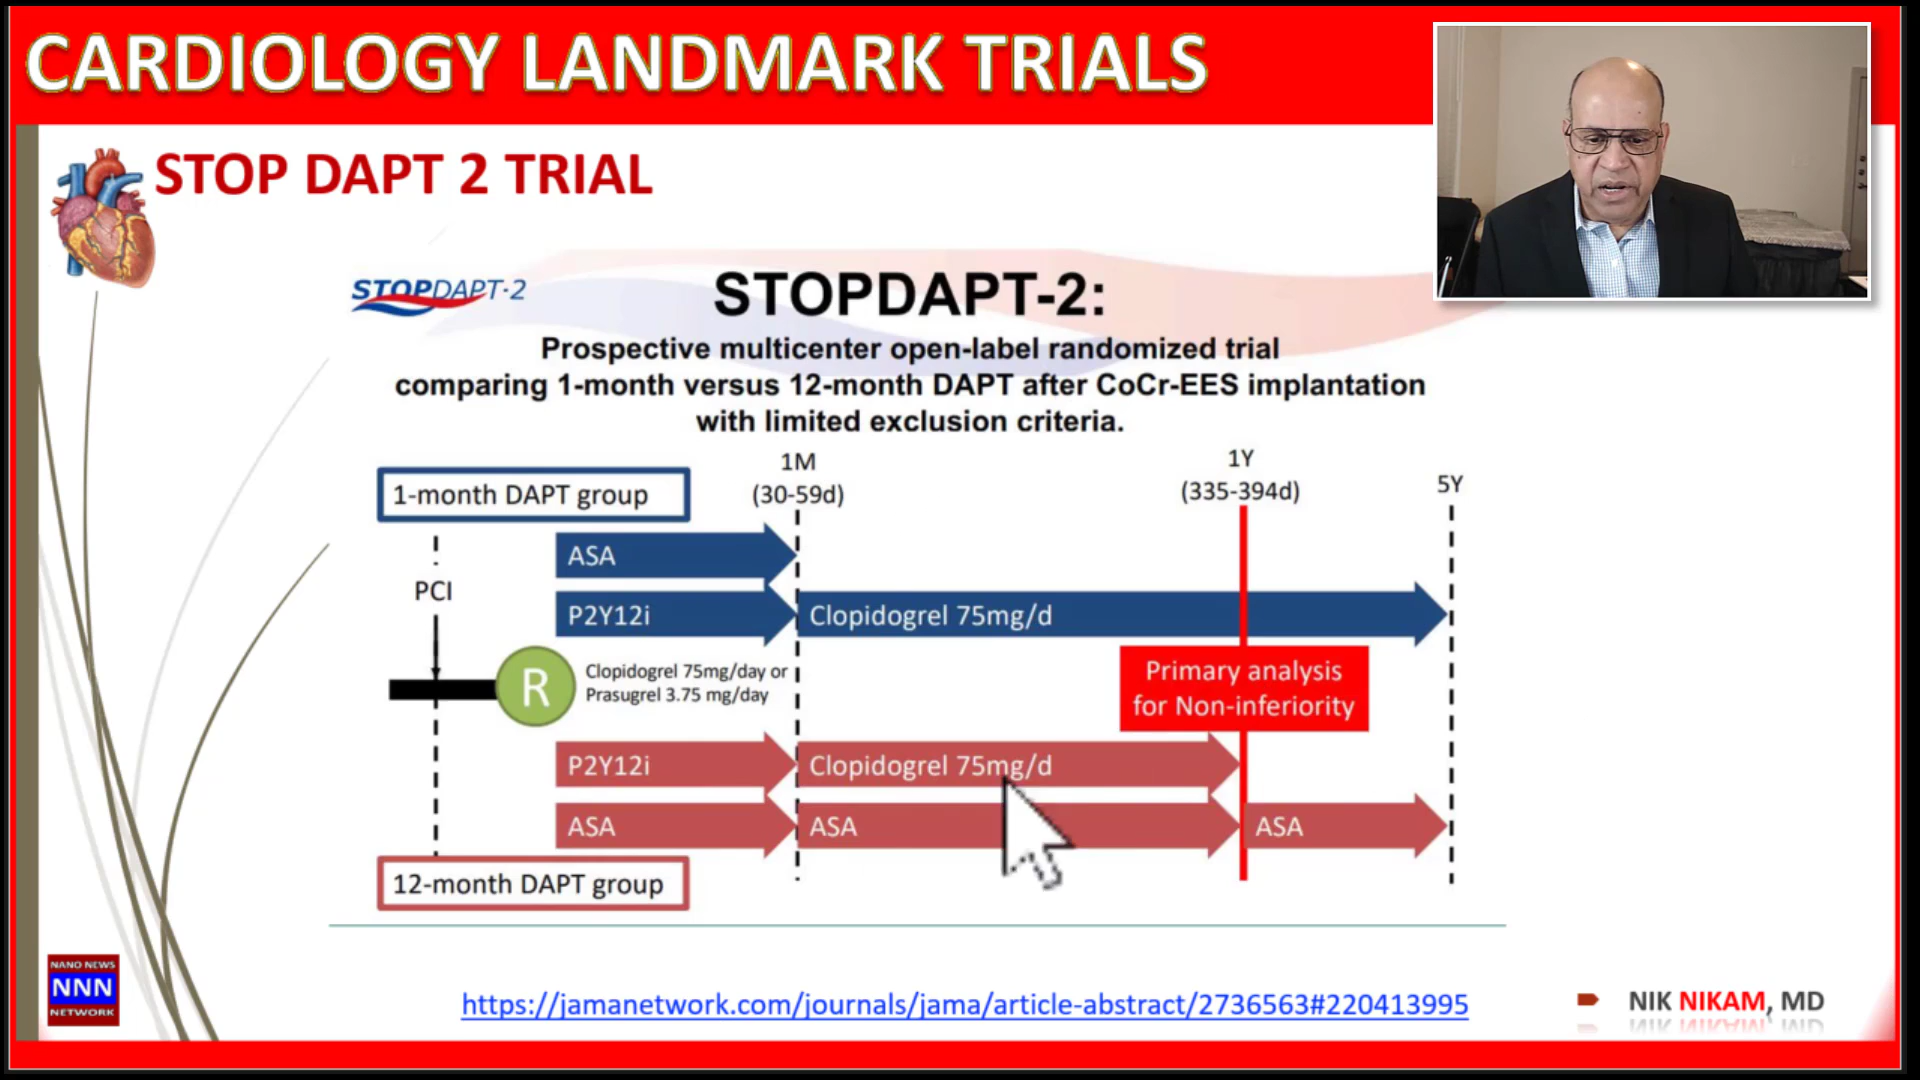 CARDIOLOGY LANDMARK TRIALS
STOP DAPT 2 TRIAL
STOPDAPT-2
STOPDAPT-2:
Prospective multicenter open-label randomized trial
comparing 1-month versus 12-month DAPT after CoCr-EES implantation
with limited exclusion criteria.
1-month DAPT group
1M
(30-59d)
1Y
(335-394d)
5Y
ASA
PCI
P2Y12i
Clopidogrel 75mg/d
R
Clopidogrel 75mg/day or
Prasugrel 3.75 mg/day
Primary analysis
for Non-inferiority
P2Y12i
Clopidogrel 75mg/d
ASA
ASA
ASA
12-month DAPT group
NANO NEWS
NNN
NETWORK
https://jamanetwork.com/journals/jama/article-abstract/2736563#220413995
NIK NIKAM, MD